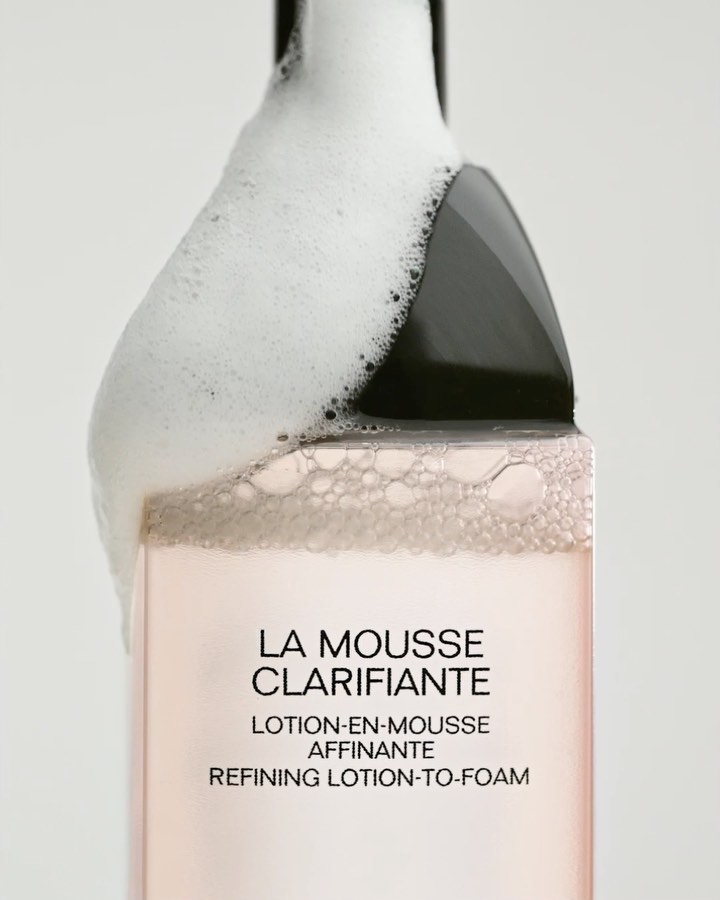 LA MOUSSE
CLARIFIANTE
LOTION-EN-MOUSSE
AFFINANTE
REFINING LOTION-TO-FOAM